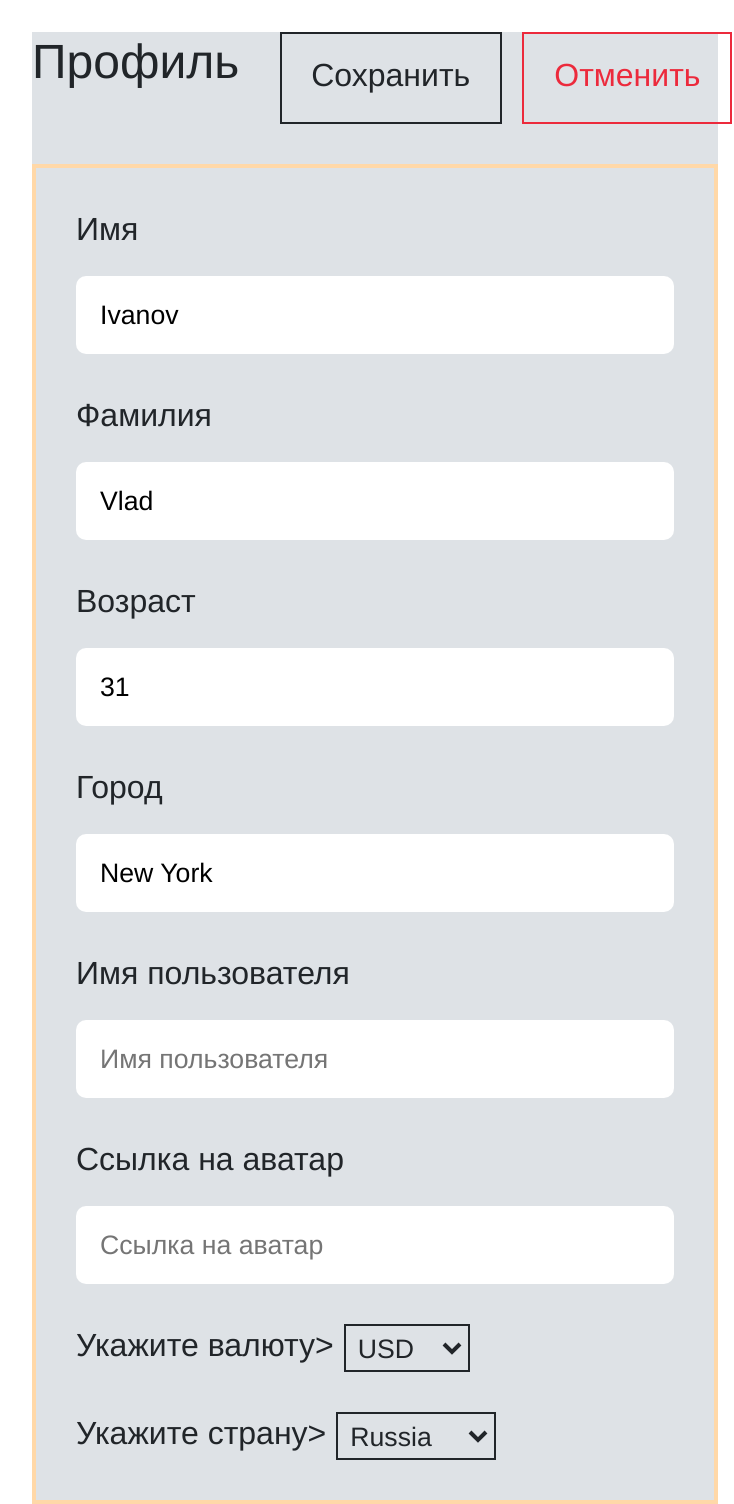 Профиль
Сохранить
Отменить
Имя
Ivanov
Фамилия
Vlad
Возраст
31
Город
New York
Имя пользователя
Имя пользователя
Ссылка на аватар
Ссылка на аватар
Укажите валюту> USD
Укажите страну> Russia